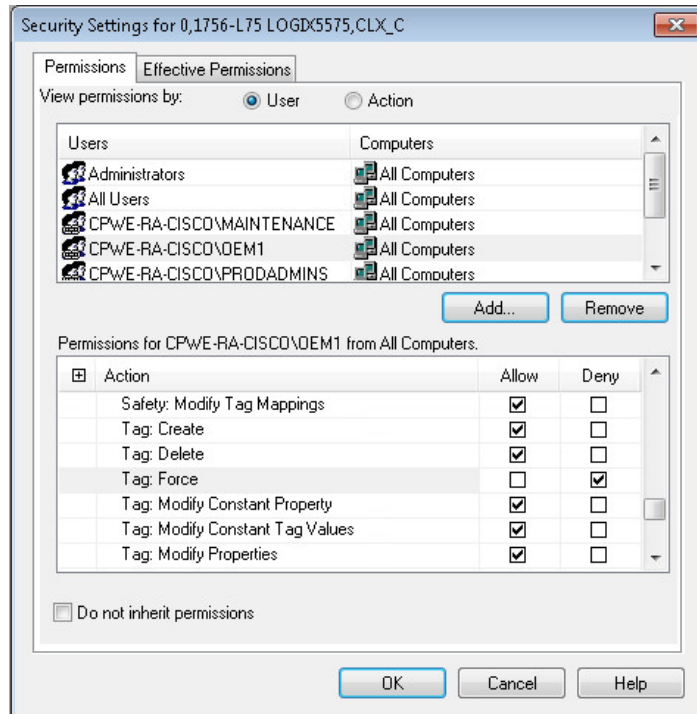 Security Settings for 0,1756-L75 LOGIX5575,CLX_C
Permissions Effective Permissions
View permissions by: User Action
Users Computers
Administrators All Computers
All Users All Computers
CPWE-RA-CISCO\MAINTENANCE All Computers
CPWE-RA-CISCO\OEM1 All Computers
CPWE-RA-CISCO\PRODADMINS All Computers
Add... Remove
Permissions for CPWE-RA-CISCO\OEM1 from All Computers.
Action Allow Deny
Safety: Modify Tag Mappings
Tag: Create
Tag: Delete
Tag: Force
Tag: Modify Constant Property
Tag: Modify Constant Tag Values
Tag: Modify Properties
Do not inherit permissions
OK Cancel Help